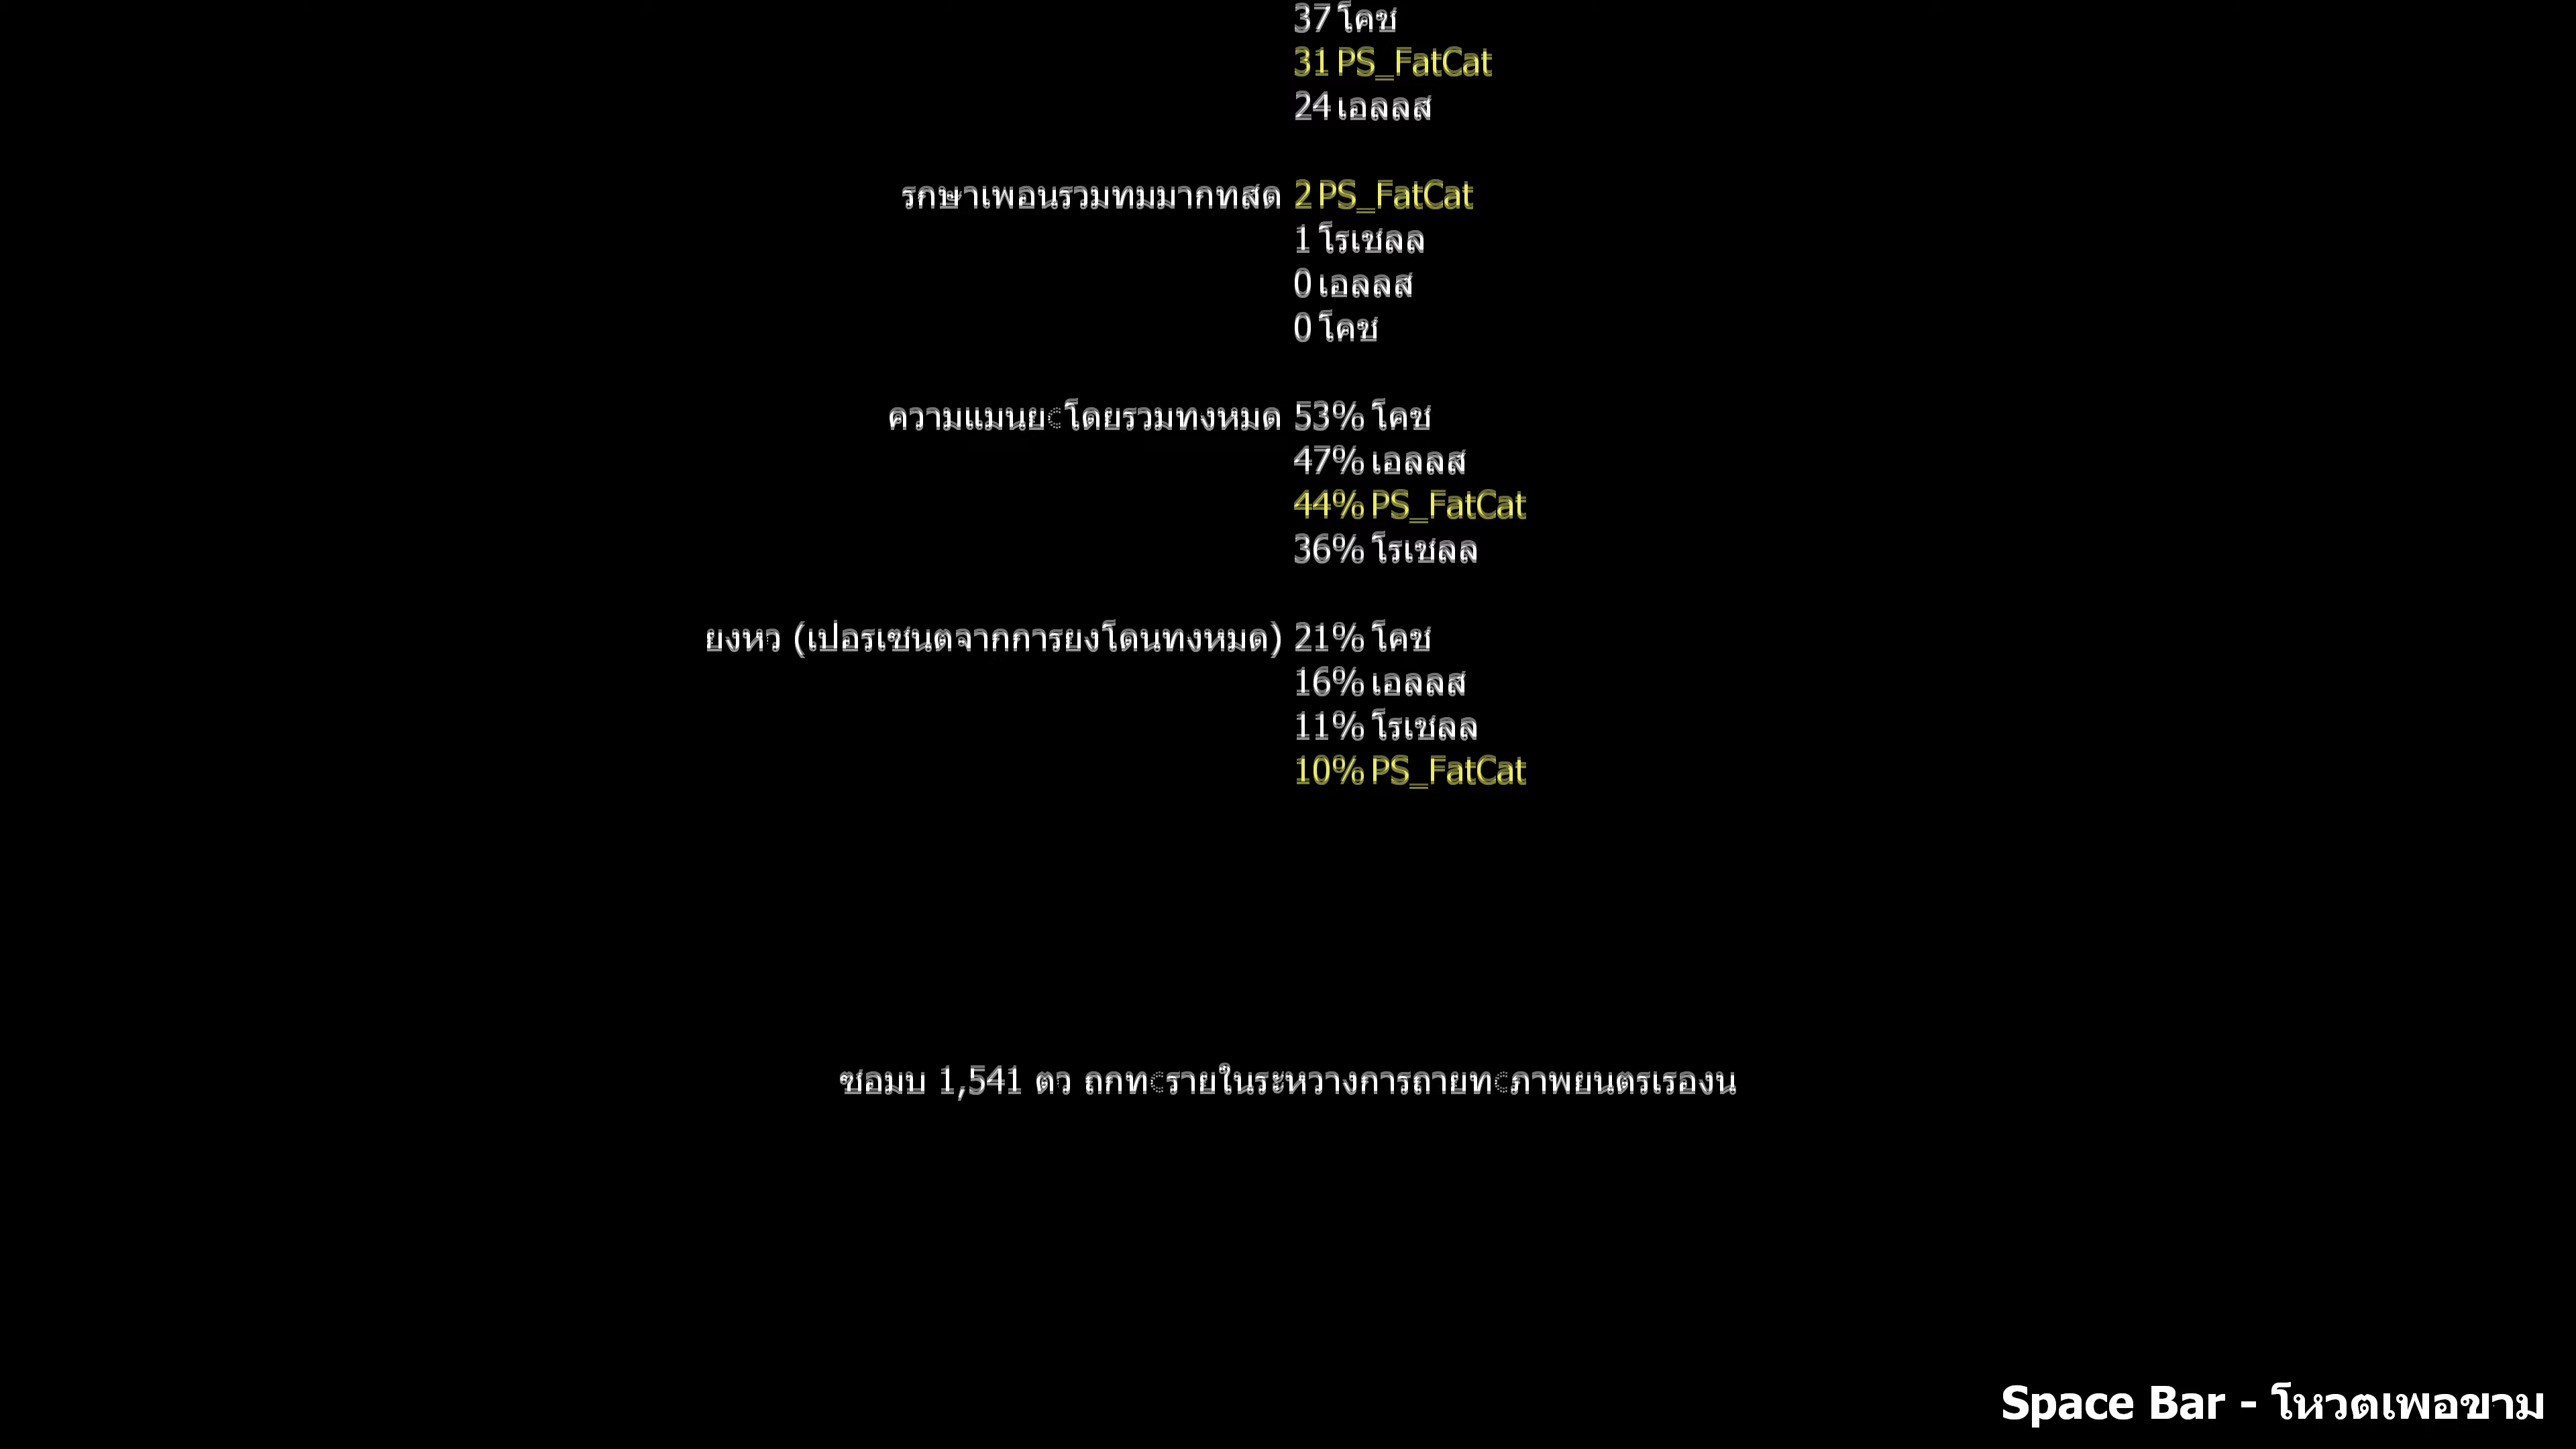 37 โคช
31 PS_FatCat
24 เอลลส
รกษาเพอนรวมทมมากทสด 2 PS_FatCat
1 โรเชลล
0 เอลลส
0 โคช
ความแมนยํโดยรวมทงหมด 53% โคช
47% เอลลส
44% PS_FatCat
36% โรเชลล
ยงหว (เปอรเซนตจากการยงโดนทงหมด) 21% โคช
16% เอลลส
11% โรเชลล
10% PS_FatCat
ซอมบ 1,541 ตว ถกทํรายในระหวางการถายทํภาพยนตรเรองน
Space Bar - โหวตเพอขาม